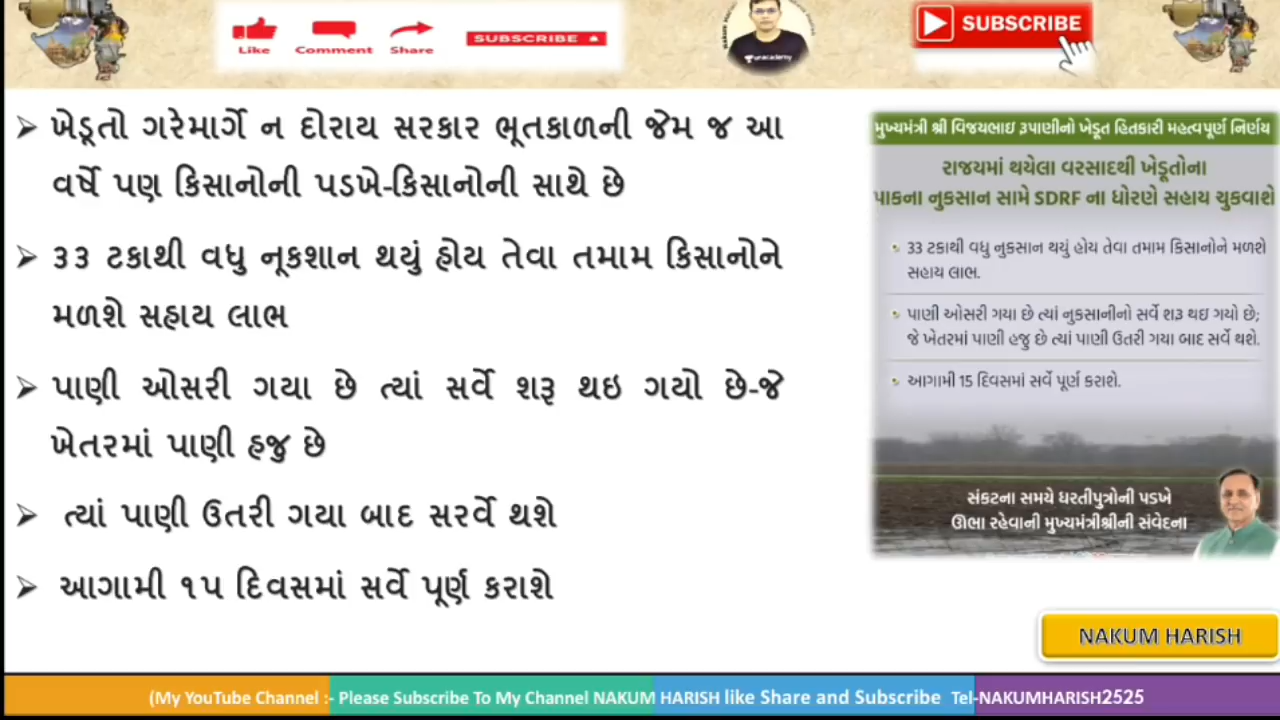 Like Comment Share
SUBSCRIBE
unacademy
SUBSCRIBE
ખેડૂતો ગરેમાર્ગે ન દોરાય સરકાર ભૂતકાળની જેમ જ આ
વર્ષે પણ કિસાનોની પડખે-કિસાનોની સાથે છે
૩૩ ટકાથી વધુ નૂકશાન થયું હોય તેવા તમામ કિસાનોને
મળશે સહાય લાભ
પાણી ઓસરી ગયા છે ત્યાં સર્વે શરૂ થઇ ગયો છે-જે
ખેતરમાં પાણી હજુ છે
ત્યાં પાણી ઉતરી ગયા બાદ સરર્વે થશે
આગામી ૧૫ દિવસમાં સર્વે પૂર્ણ કરાશે
મુખ્યમંત્રી શ્રી વિજયભાઇ રૂપાણીનો ખેડૂત હિતકારી મહત્વપૂર્ણ નિર્ણય
રાજયમાં થયેલા વરસાદથી ખેડૂતોના
પાકના નુકસાન સામે SDRF ના ધોરણે સહાય ચુકવાશે
33 ટકાથી વધુ નુકસાન થયું હોય તેવા તમામ કિસાનોને મળશે
સહાય લાભ.
પાણી ઓસરી ગયા છે ત્યાં નુકસાનીનો સર્વે શરૂ થઇ ગયો છે;
જે ખેતરમાં પાણી હજુ છે ત્યાં પાણી ઉતરી ગયા બાદ સર્વે થશે.
આગામી 15 દિવસમાં સર્વે પૂર્ણ કરાશે.
સંકટના સમયે ધરતીપુત્રોની પડખે
ઊભા રહેવાની મુખ્યમંત્રીશ્રીની સંવેદના
NAKUM HARISH
(My YouTube Channel :- Please Subscribe To My Channel NAKUM HARISH like Share and Subscribe Tel-NAKUMHARISH2525